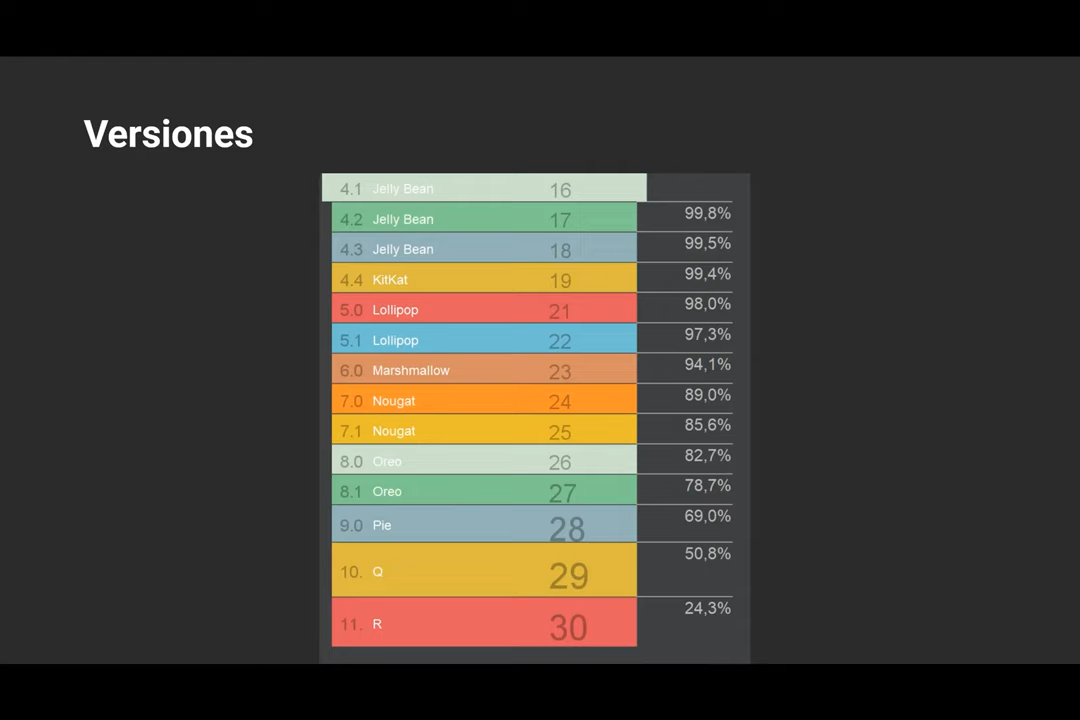 Versiones
4.1 Jelly Bean 16
99,8%
4.2 Jelly Bean 17
99,5%
4.3 Jelly Bean 18
99,4%
4.4 KitKat 19
98,0%
5.0 Lollipop 21
97,3%
5.1 Lollipop 22
94,1%
6.0 Marshmallow 23
89,0%
7.0 Nougat 24
85,6%
7.1 Nougat 25
82,7%
8.0 Oreo 26
78,7%
8.1 Oreo 27
69,0%
9.0 Pie 28
50,8%
10. Q 29
24,3%
11. R 30